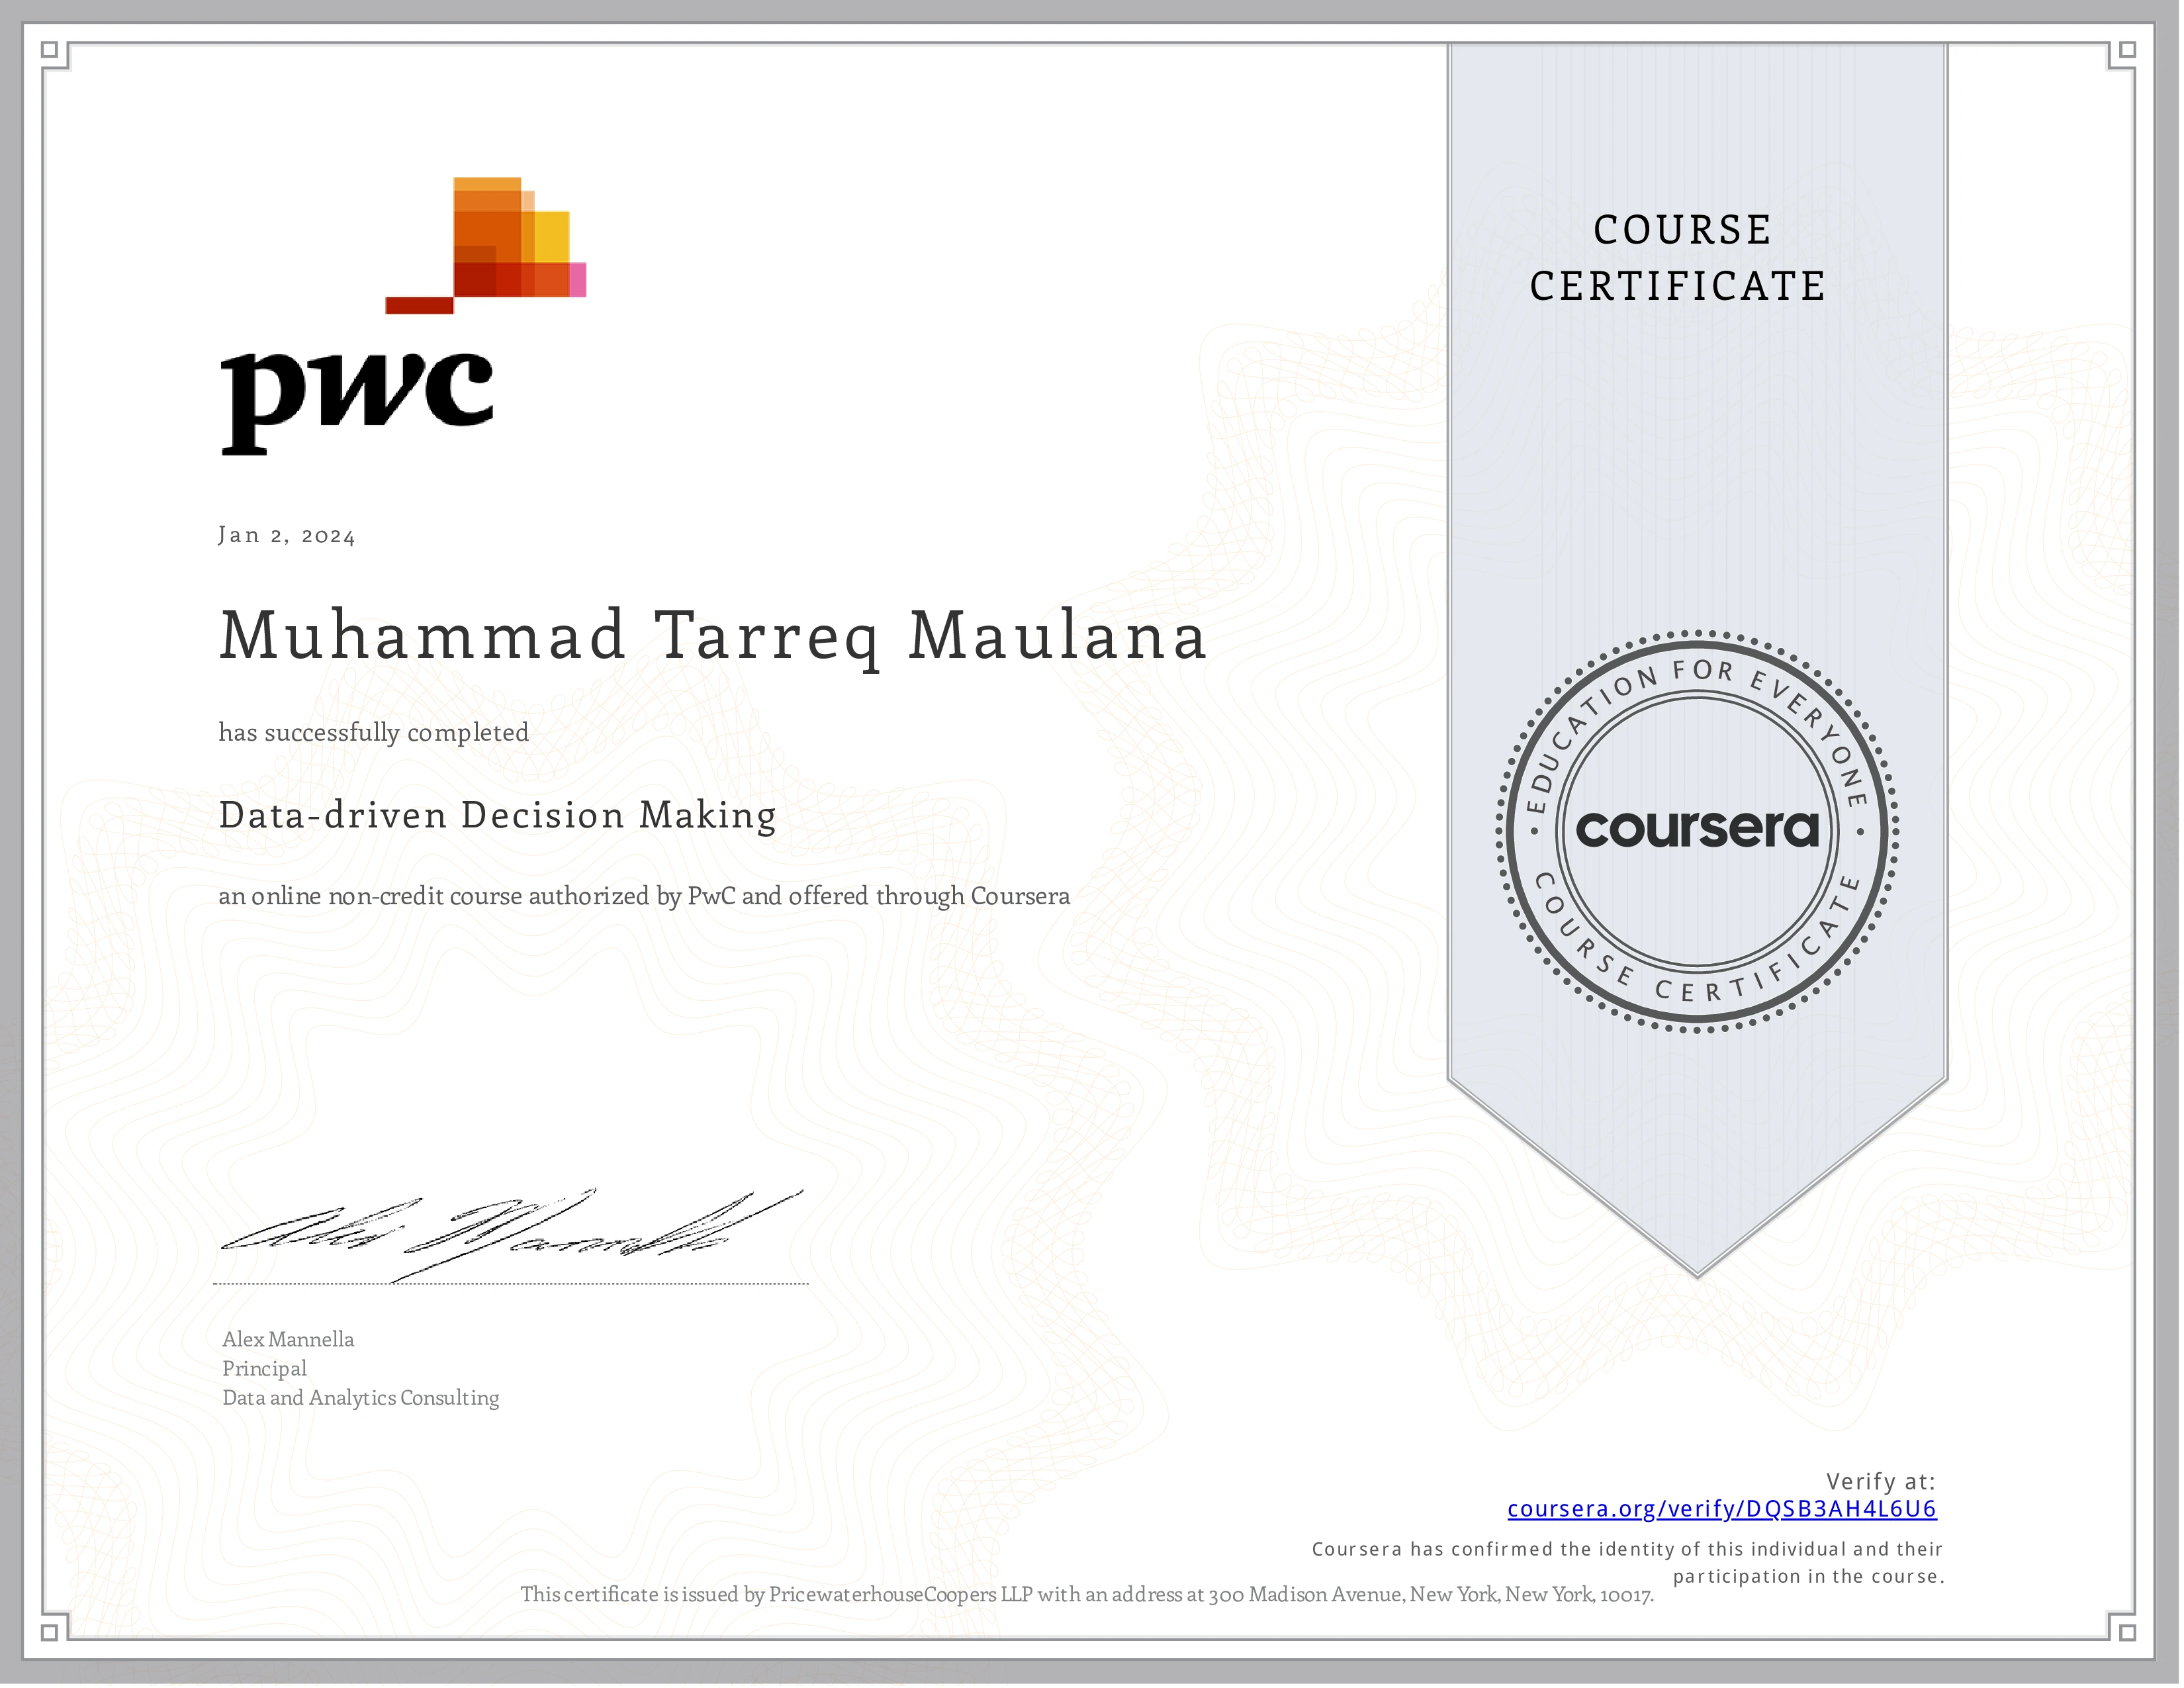 pwc
Jan 2, 2024
Muhammad Tarreq Maulana
has successfully completed
Data-driven Decision Making
an online non-credit course authorized by PwC and offered through Coursera
Alex Mannella
Principal
Data and Analytics Consulting
COURSE
CERTIFICATE
EDUCATION FOR EVERYONE
coursera
COURSE CERTIFICATE
Verify at:
coursera.org/verify/DQSB3AH4L6U6
Coursera has confirmed the identity of this individual and their
participation in the course.
This certificate is issued by PricewaterhouseCoopers LLP with an address at 300 Madison Avenue, New York, New York, 10017.